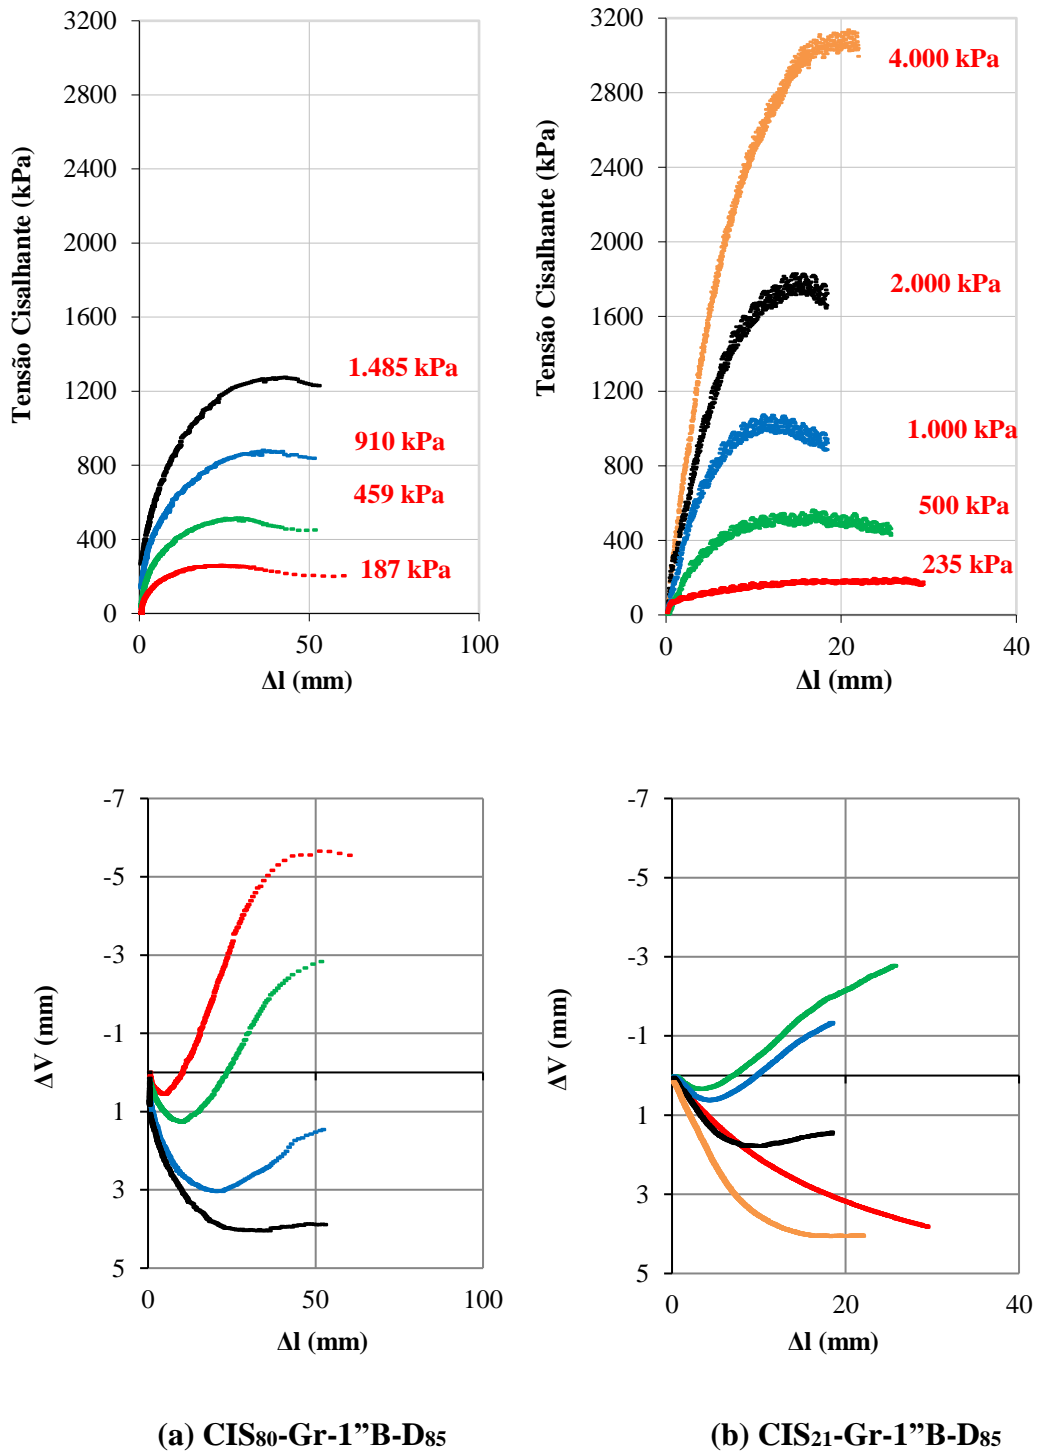 Tensão Cisalhante (kPa)
3200
2800
2400
2000
1600
1200
800
400
0
1.485 kPa
910 kPa
459 kPa
187 kPa
0 50 100
Δl (mm)
Tensão Cisalhante (kPa)
3200
2800
2400
2000
1600
1200
800
400
0
4.000 kPa
2.000 kPa
1.000 kPa
500 kPa
235 kPa
0 20 40
Δl (mm)
ΔV (mm)
-7
-5
-3
-1
1
3
5
0 50 100
Δl (mm)
ΔV (mm)
-7
-5
-3
-1
1
3
5
0 20 40
Δl (mm)
(a) CIS80-Gr-1”B-D85
(b) CIS21-Gr-1”B-D85